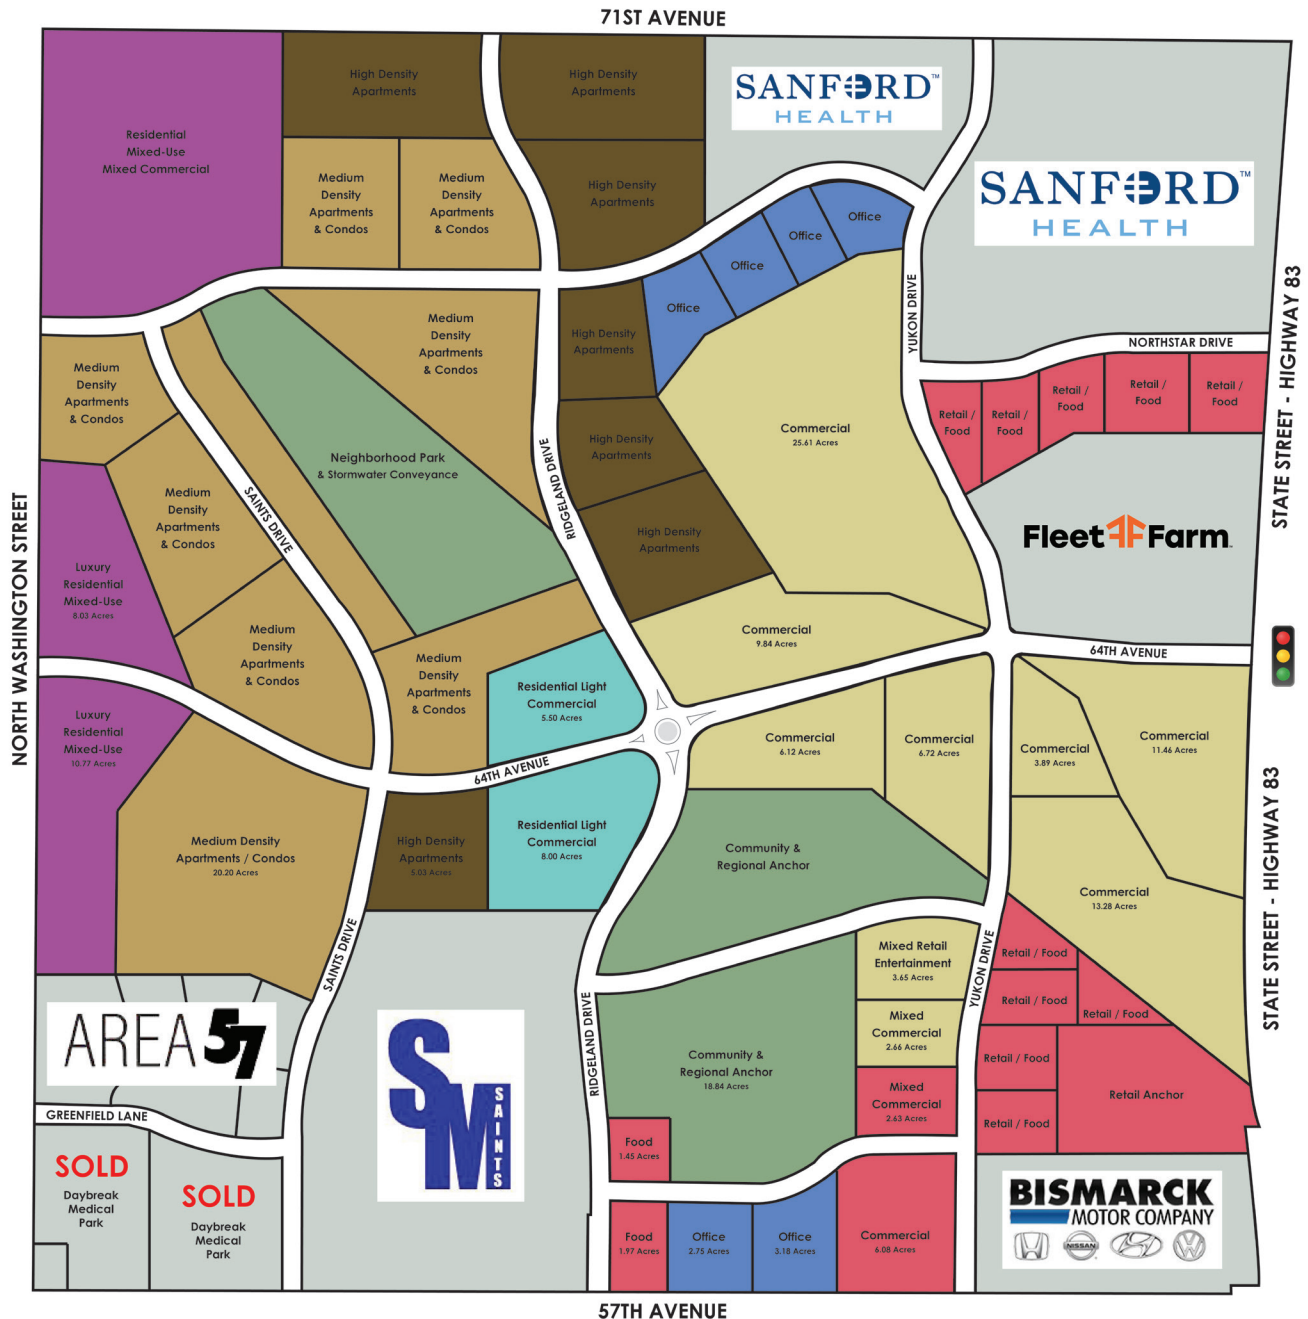 71ST AVENUE
High Density
Apartments
High Density
Apartments
SANFORD™
HEALTH
Residential
Mixed-Use
Mixed Commercial
Medium
Density
Apartments
& Condos
Medium
Density
Apartments
& Condos
High Density
Apartments
SANFORD™
HEALTH
Office
Office
Office
Office
YUKON DRIVE
STATE STREET - HIGHWAY 83
NORTHSTAR DRIVE
Medium
Density
Apartments
& Condos
High Density
Apartments
Medium
Density
Apartments
& Condos
Retail /
Food
Retail /
Food
Retail /
Food
Retail /
Food
Retail /
Food
Commercial
25.61 Acres
High Density
Apartments
Neighborhood Park
& Stormwater Conveyance
RIDGELAND DRIVE
SAINTS DRIVE
Medium
Density
Apartments
& Condos
High Density
Apartments
Fleet Farm
NORTH WASHINGTON STREET
Luxury
Residential
Mixed-Use
8.03 Acres
Medium
Density
Apartments
& Condos
Commercial
9.84 Acres
64TH AVENUE
Medium
Density
Apartments
& Condos
Residential Light
Commercial
5.50 Acres
Luxury
Residential
Mixed-Use
10.77 Acres
Commercial
6.12 Acres
Commercial
6.72 Acres
Commercial
3.89 Acres
Commercial
11.46 Acres
64TH AVENUE
STATE STREET - HIGHWAY 83
Medium Density
Apartments / Condos
20.20 Acres
High Density
Apartments
5.03 Acres
Residential Light
Commercial
8.00 Acres
Community &
Regional Anchor
Commercial
13.28 Acres
SAINTS DRIVE
Mixed Retail
Entertainment
3.65 Acres
YUKON DRIVE
Retail / Food
Retail / Food
Retail / Food
AREA 57
SM
SAINTS
RIDGELAND DRIVE
Mixed
Commercial
2.66 Acres
Community &
Regional Anchor
18.84 Acres
Retail / Food
Mixed
Commercial
2.63 Acres
Retail Anchor
Retail / Food
GREENFIELD LANE
Food
1.45 Acres
SOLD
Daybreak
Medical
Park
SOLD
Daybreak
Medical
Park
BISMARCK
MOTOR COMPANY
NISSAN
Food
1.97 Acres
Office
2.75 Acres
Office
3.18 Acres
Commercial
6.08 Acres
57TH AVENUE